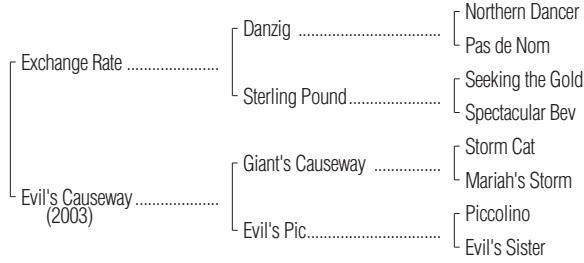 Northern Dancer
Danzig ................................
Pas de Nom
Exchange Rate .....................
Seeking the Gold
Sterling Pound.....................
Spectacular Bev
Storm Cat
Giant's Causeway ...............
Mariah's Storm
Evil's Causeway ...................
(2003)
Piccolino
Evil's Pic...............................
Evil's Sister